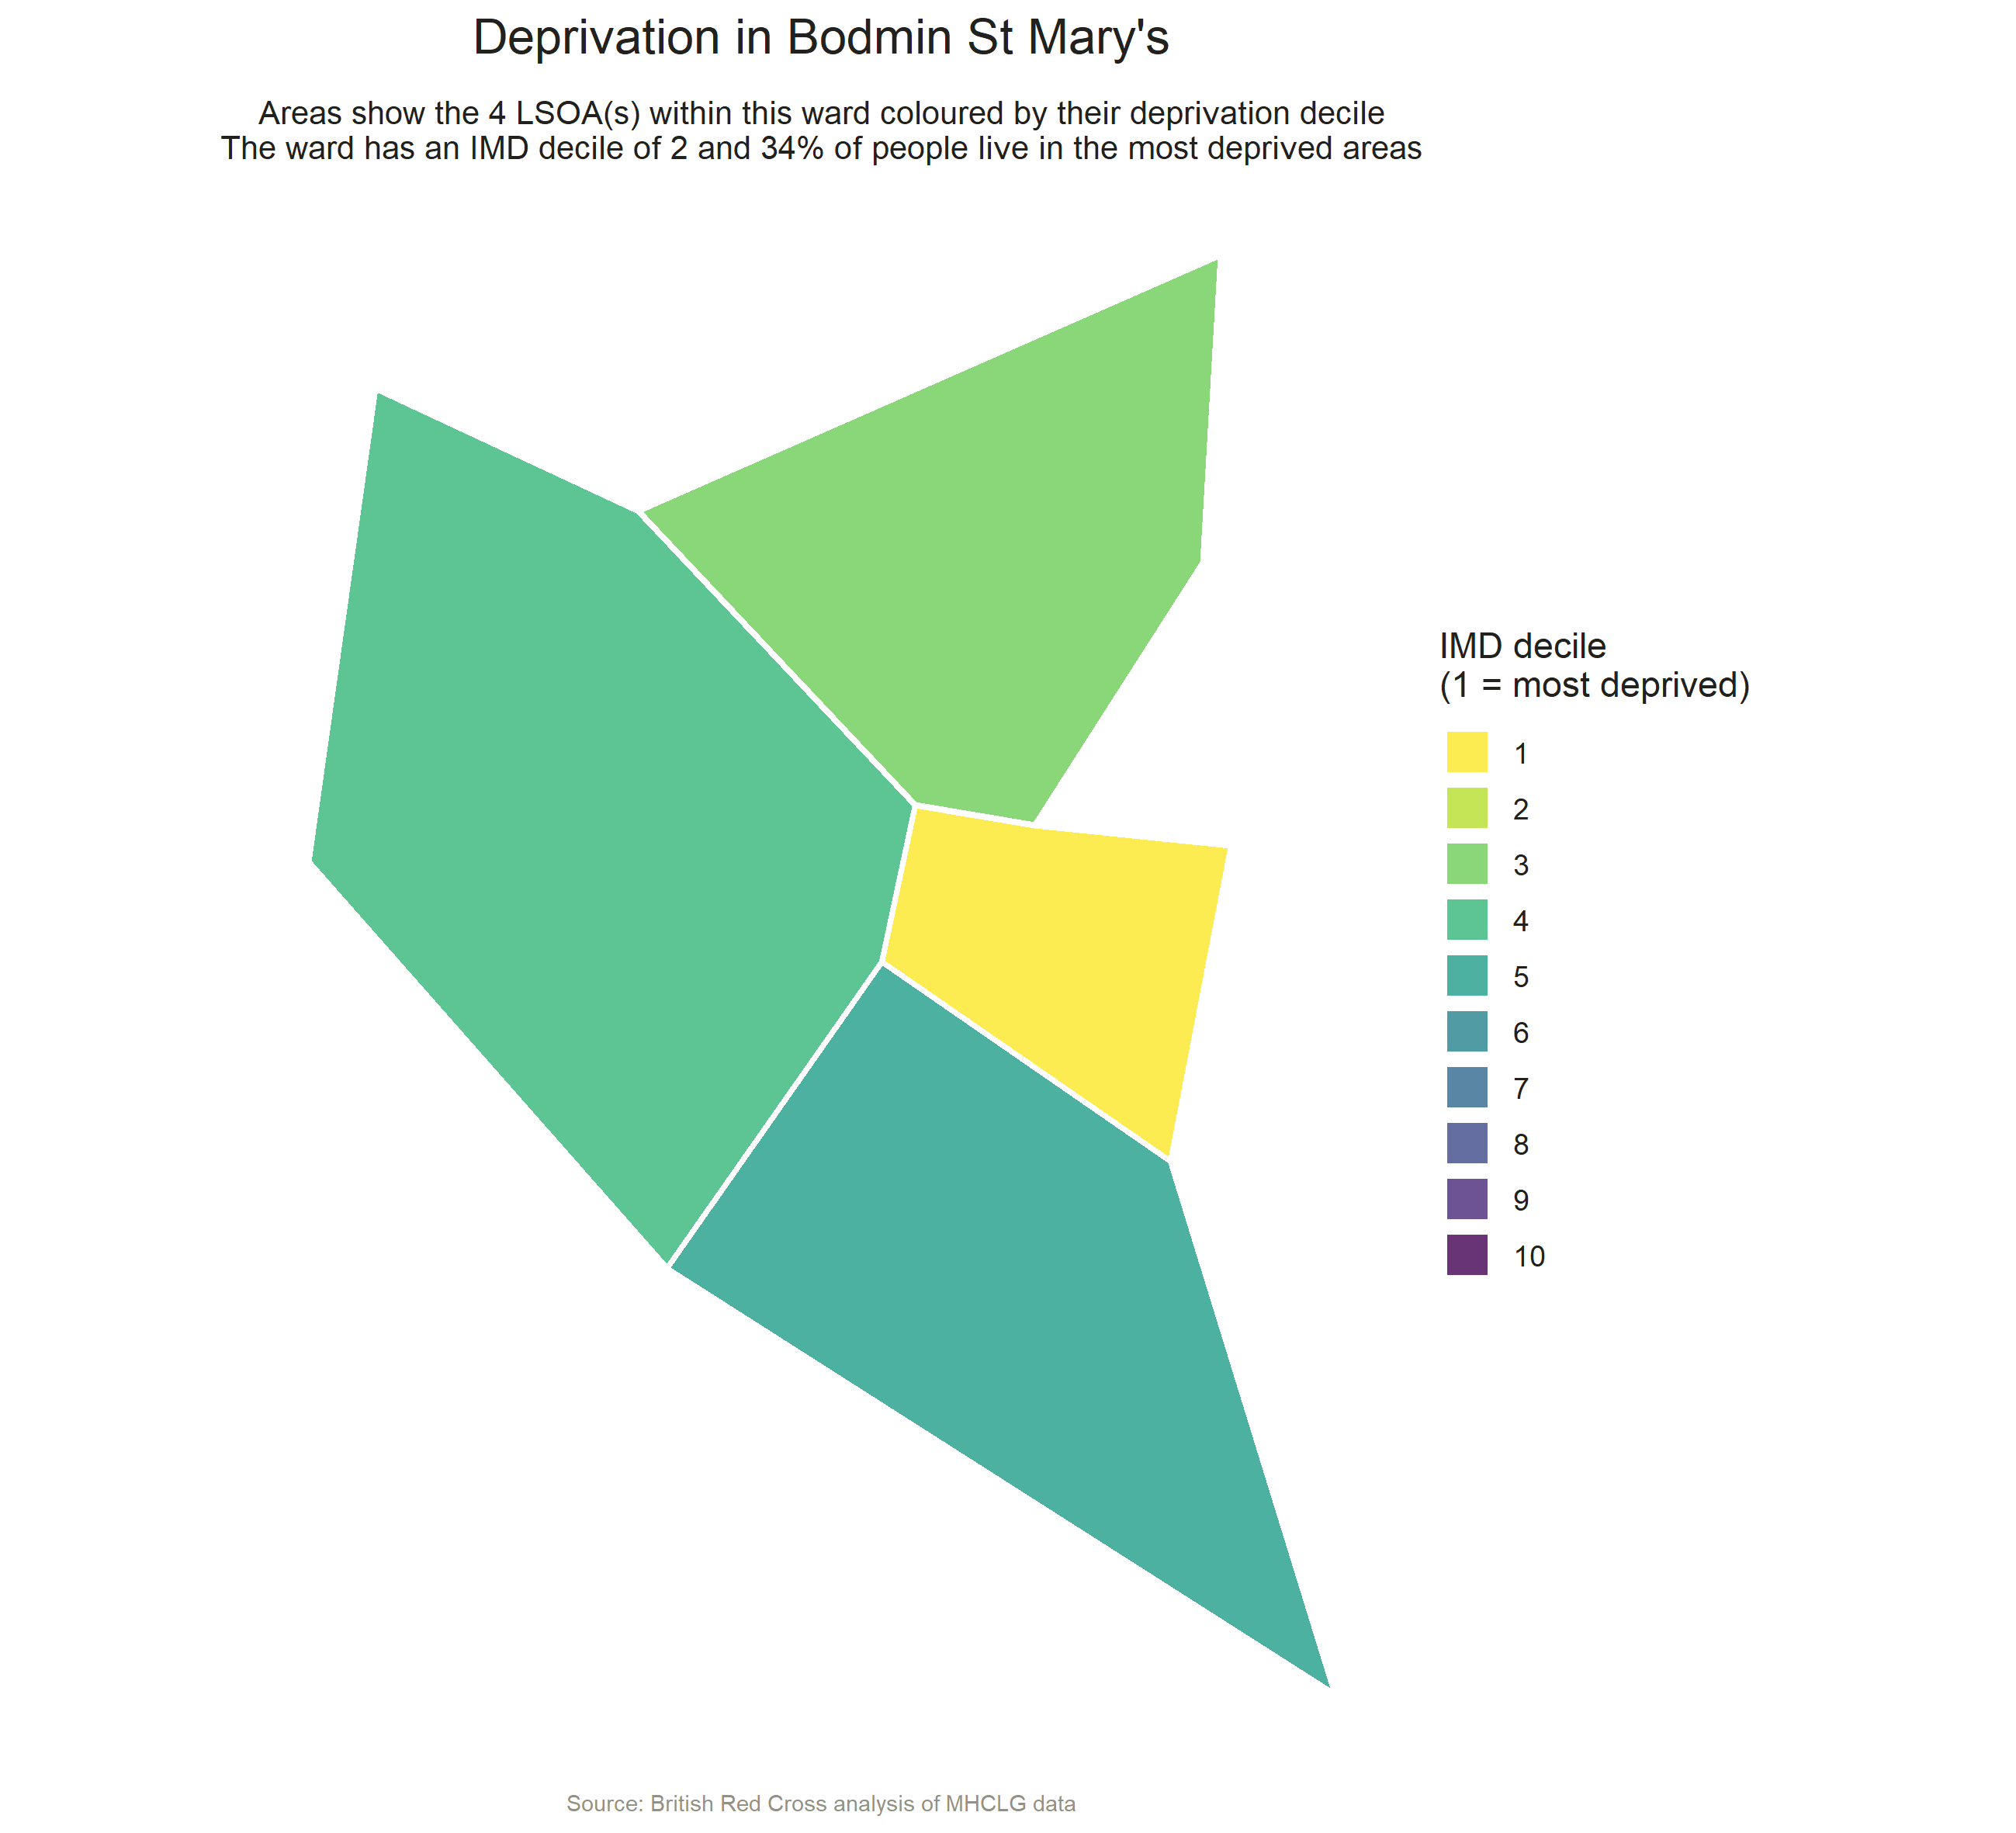 Deprivation in Bodmin St Mary's
Areas show the 4 LSOA(s) within this ward coloured by their deprivation decile
The ward has an IMD decile of 2 and 34% of people live in the most deprived areas
IMD decile
(1 = most deprived)
1
2
3
4
5
6
7
8
9
10
Source: British Red Cross analysis of MHCLG data